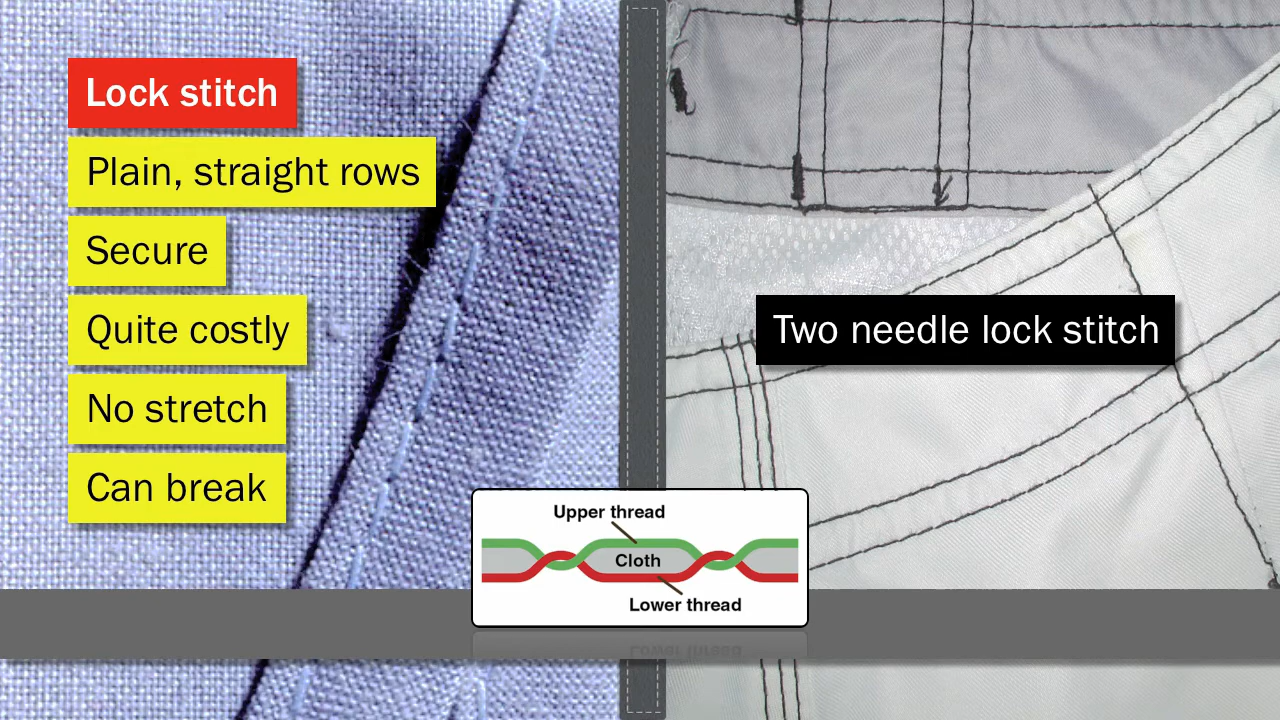 Lock stitch
Plain, straight rows
Secure
Quite costly
No stretch
Can break
Two needle lock stitch
Upper thread
Cloth
Lower thread